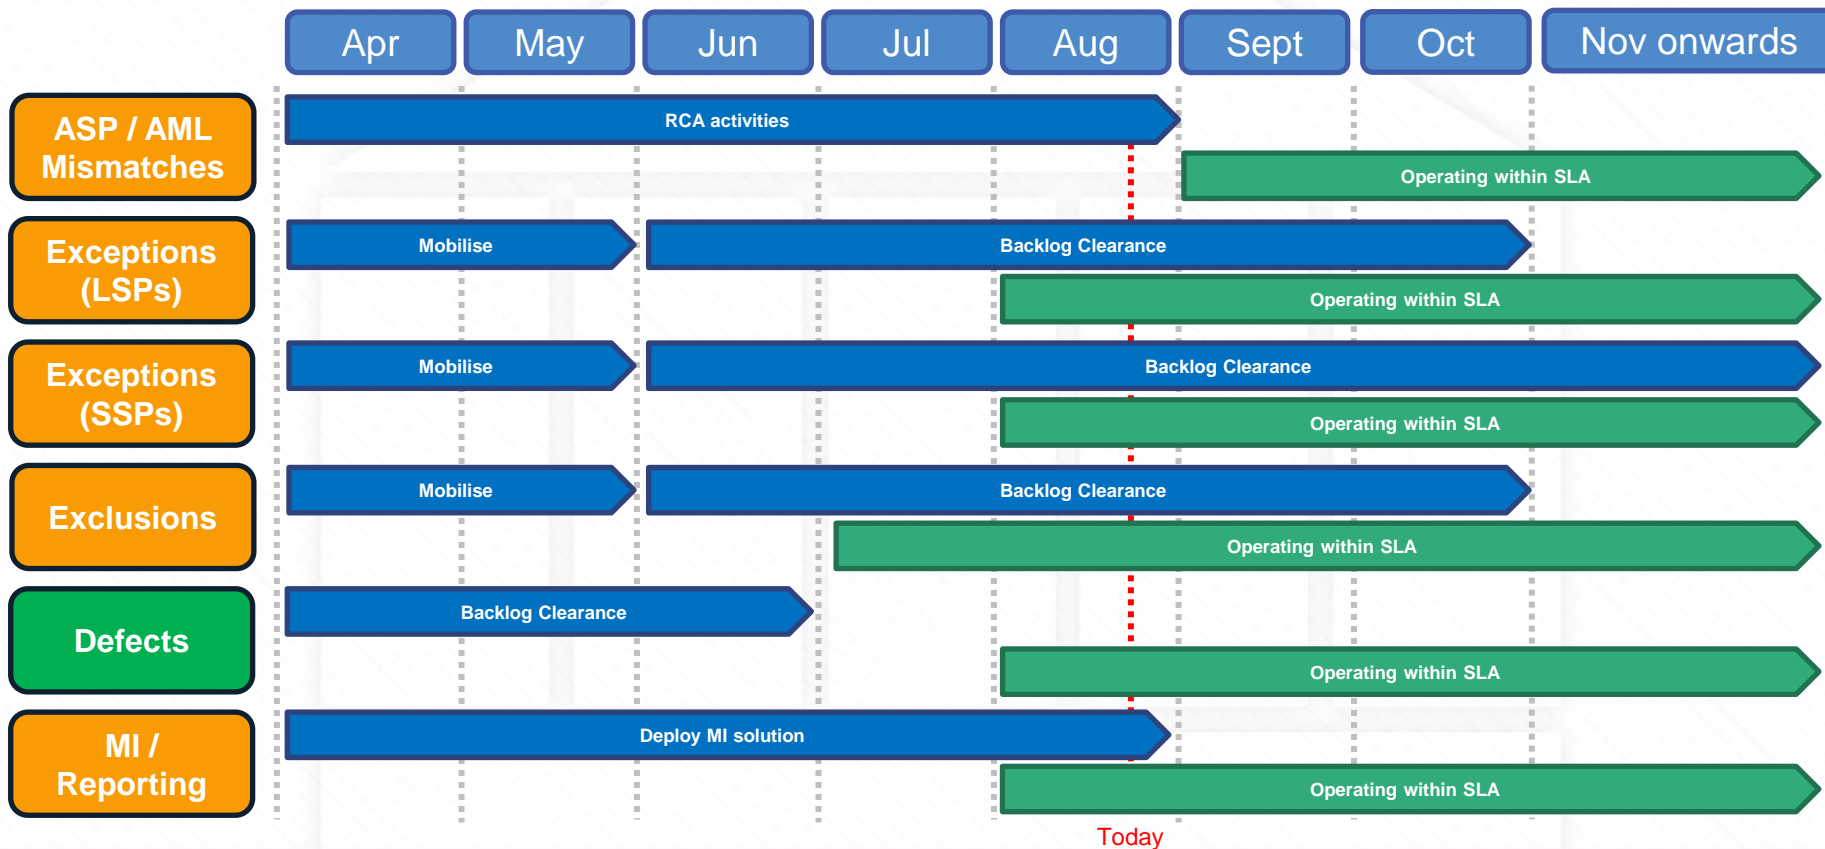 Apr May Jun Jul Aug Sept Oct Nov onwards
ASP / AML
Mismatches
RCA activities
Operating within SLA
Exceptions
(LSPs)
Mobilise Backlog Clearance
Operating within SLA
Exceptions
(SSPs)
Mobilise Backlog Clearance
Operating within SLA
Exclusions
Mobilise Backlog Clearance
Operating within SLA
Defects
Backlog Clearance
Operating within SLA
MI /
Reporting
Deploy MI solution
Operating within SLA
Today